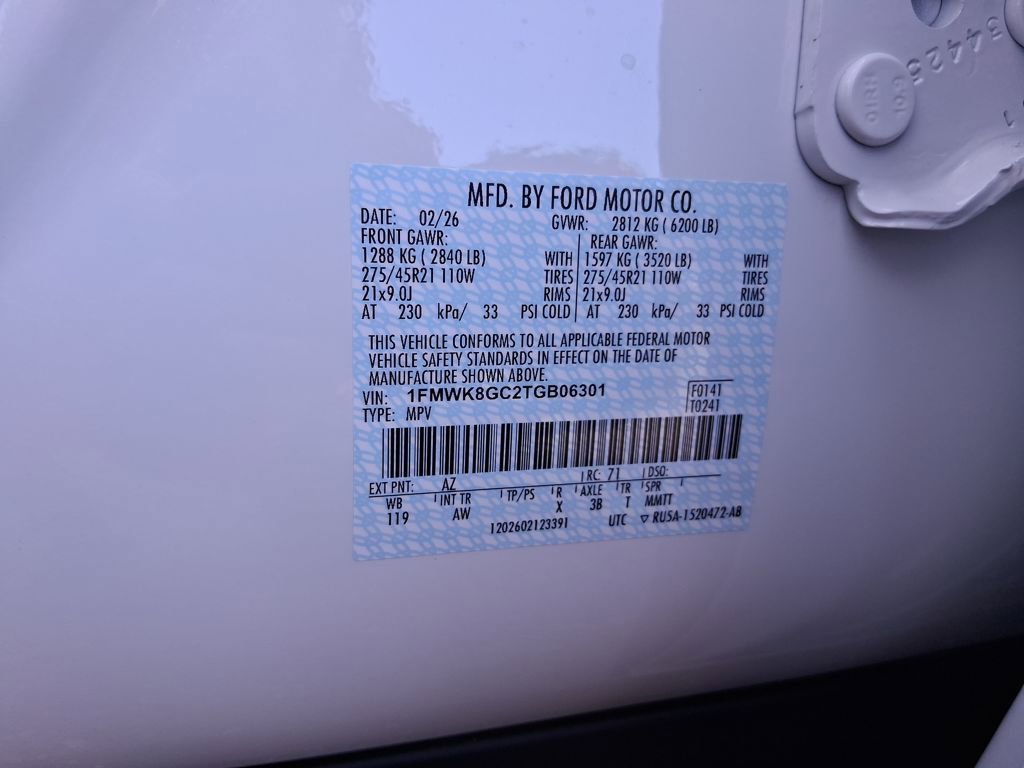 34425
HRIO
6X01
MFD. BY FORD MOTOR CO.
DATE: 02/26 GVWR: 2812 KG ( 6200 LB)
FRONT GAWR: REAR GAWR:
1288 KG ( 2840 LB) WITH 1597 KG ( 3520 LB) WITH
275/45R21 110W TIRES 275/45R21 110W TIRES
21x9.0J RIMS 21x9.0J RIMS
AT 230 kPa/ 33 PSI COLD AT 230 kPa/ 33 PSI COLD
THIS VEHICLE CONFORMS TO ALL APPLICABLE FEDERAL MOTOR
VEHICLE SAFETY STANDARDS IN EFFECT ON THE DATE OF
MANUFACTURE SHOWN ABOVE.
VIN: 1FMWK8GC2TGB06301 F0141
TYPE: MPV T0241
EXT PNT: AZ RC: 71 DSO:
WB INT TR TP/PS R AXLE TR SPR
119 AW X 3B T MMTT
1202602123391 UTC ▽ RU5A-1520472-AB